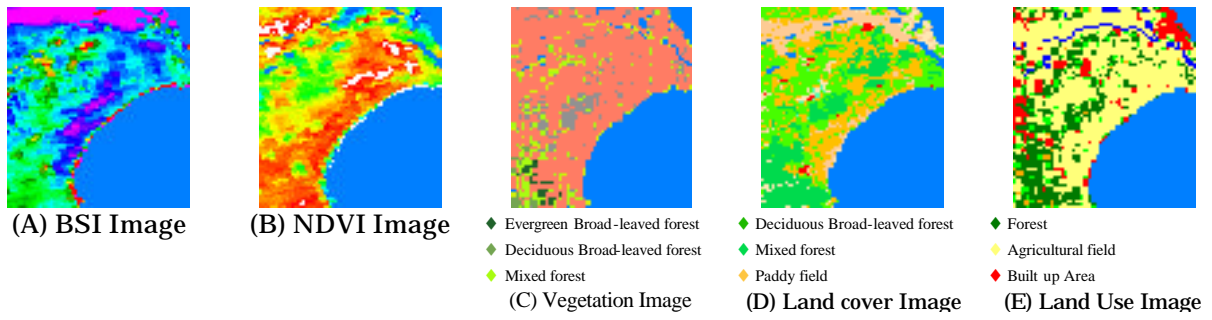 (A) BSI Image
(B) NDVI Image
Evergreen Broad-leaved forest
Deciduous Broad-leaved forest
Mixed forest
(C) Vegetation Image
Deciduous Broad-leaved forest
Mixed forest
Paddy field
(D) Land cover Image
Forest
Agricultural field
Built up Area
(E) Land Use Image